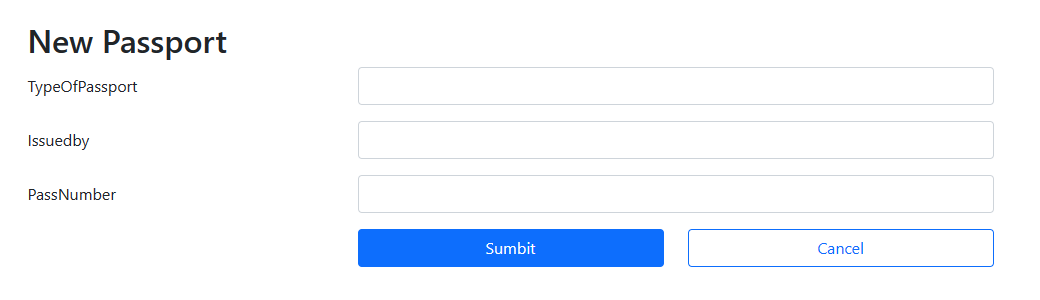 New Passport
TypeOfPassport
Issuedby
PassNumber
Sumbit
Cancel